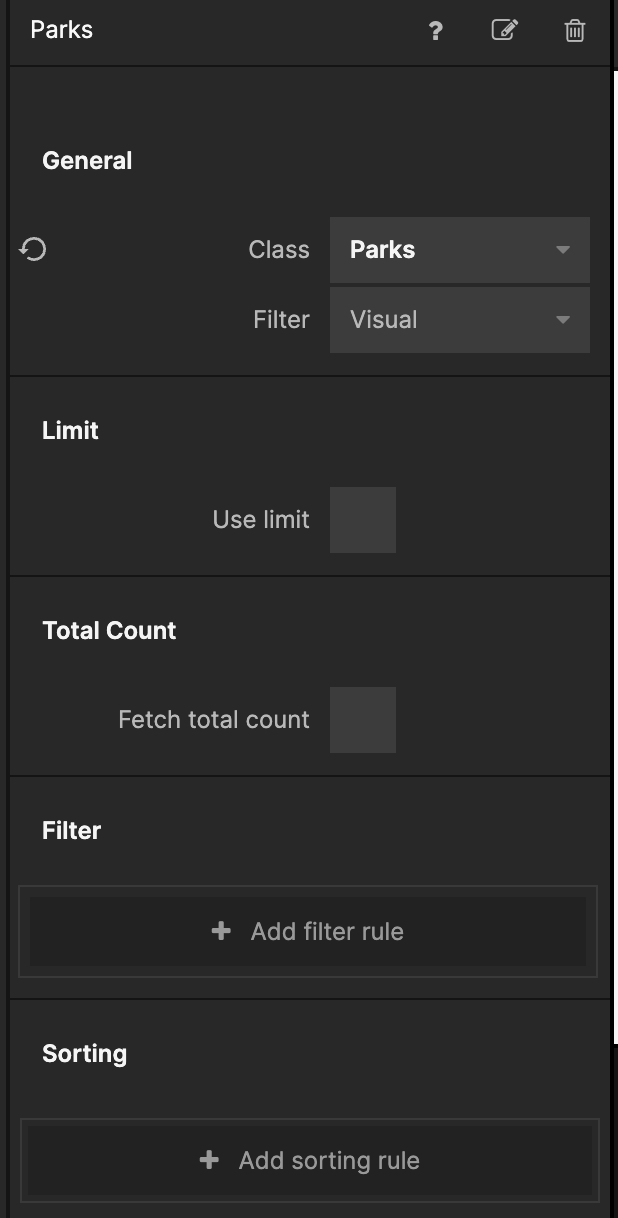 Parks ?
General
Class Parks
Filter Visual
Limit
Use limit
Total Count
Fetch total count
Filter
+ Add filter rule
Sorting
+ Add sorting rule